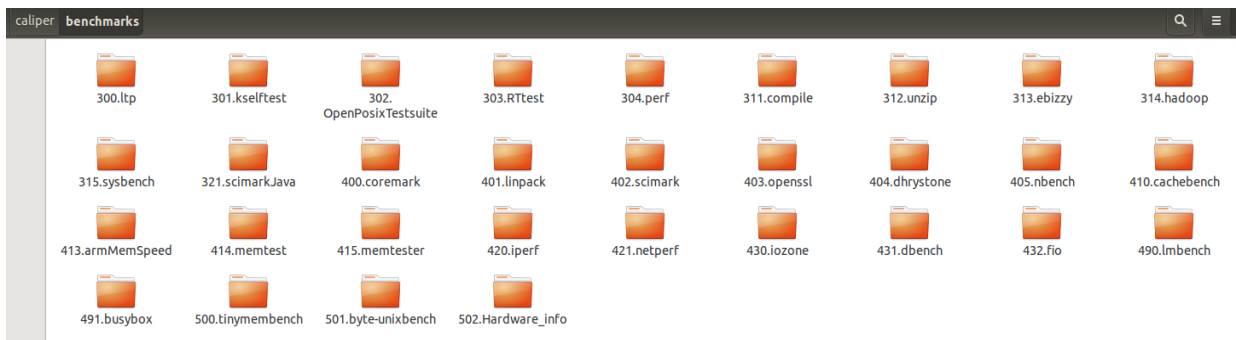 caliper benchmarks
300.ltp 301.kselftest 302. 303.RTtest 304.perf 311.compile 312.unzip 313.ebizzy 314.hadoop
OpenPosixTestsuite
315.sysbench 321.scimarkJava 400.coremark 401.linpack 402.scimark 403.openssl 404.dhrystone 405.nbench 410.cachebench
413.armMemSpeed 414.memtest 415.memtester 420.iperf 421.netperf 430.iozone 431.dbench 432.fio 490.lmbench
491.busybox 500.tinymembench 501.byte-unixbench 502.Hardware_info